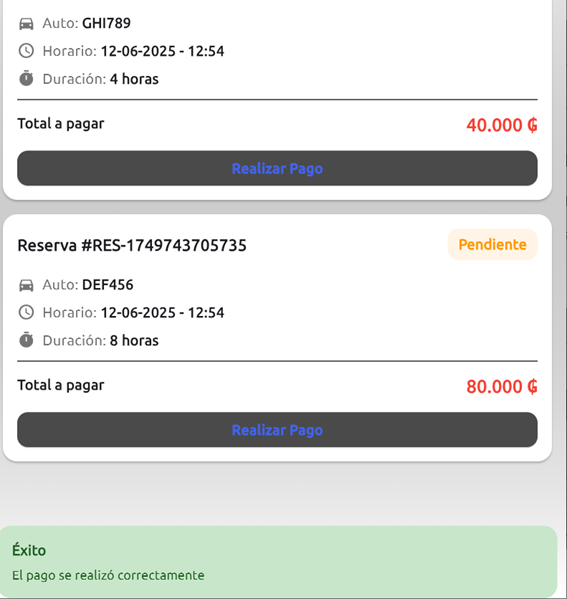 Auto: GHI789
Horario: 12-06-2025 - 12:54
Duración: 4 horas
Total a pagar 40.000 ₲
Realizar Pago
Reserva #RES-1749743705735 Pendiente
Auto: DEF456
Horario: 12-06-2025 - 12:54
Duración: 8 horas
Total a pagar 80.000 ₲
Realizar Pago
Éxito
El pago se realizó correctamente